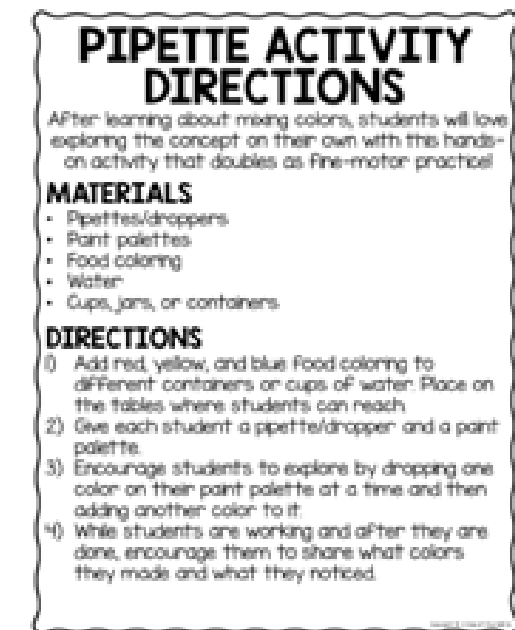 PIPETTE ACTIVITY
DIRECTIONS
After learning about mixing colors, students will love
exploring the concept on their own with this hands-
on activity that doubles as fine-motor practice!
MATERIALS
• Pipettes/droppers
• Paint palettes
• Food coloring
• Water
• Cups, jars, or containers
DIRECTIONS
1) Add red, yellow, and blue food coloring to
different containers or cups of water. Place on
the tables where students can reach.
2) Give each student a pipette/dropper and a paint
palette.
3) Encourage students to explore by dropping one
color on their paint palette at a time and then
adding another color to it.
4) While students are working and after they are
done, encourage them to share what colors
they made and what they noticed.